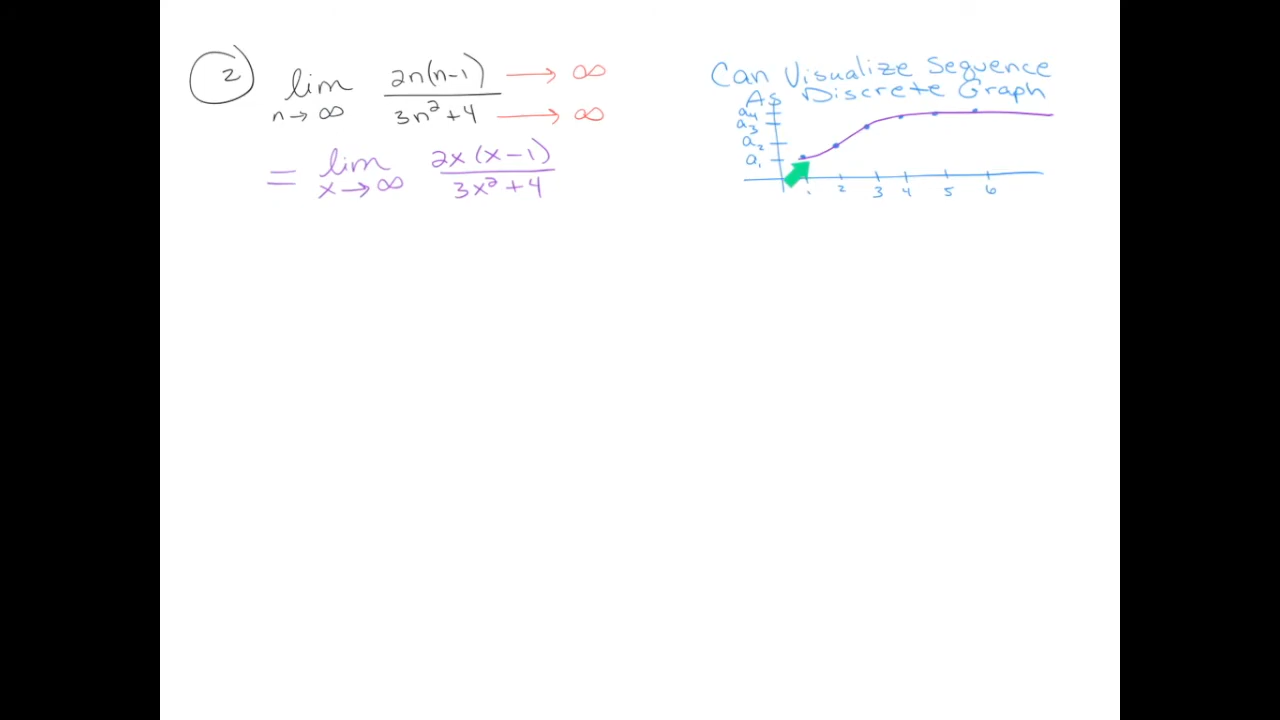 2
lim 2n(n-1) → ∞
n→∞ 3n²+4 → ∞
= lim 2x(x-1)
x→∞ 3x²+4
Can Visualize Sequence
As Discrete Graph
a4
a3
a2
a1
1 2 3 4 5 6